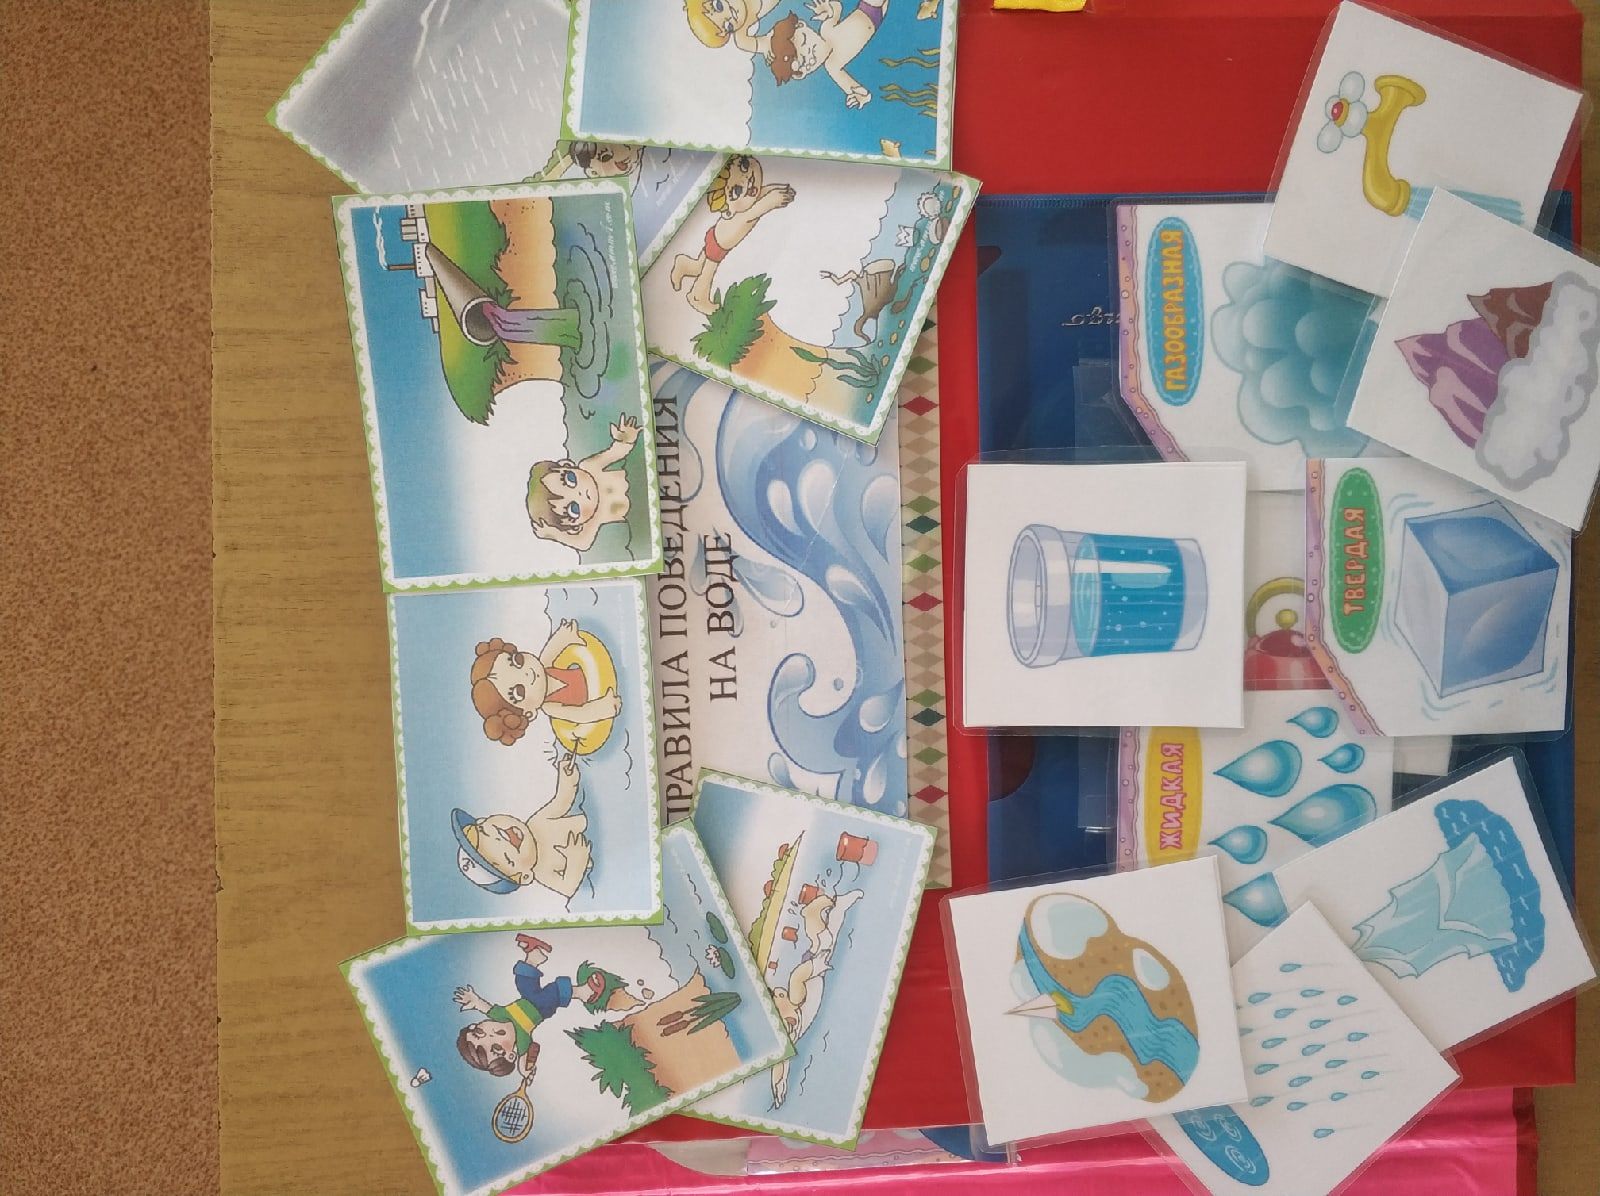 ПРАВИЛА ПОВЕДЕНИЯ
НА ВОДЕ
ГАЗООБРАЗНАЯ
ТВЕРДАЯ
ЖИДКАЯ